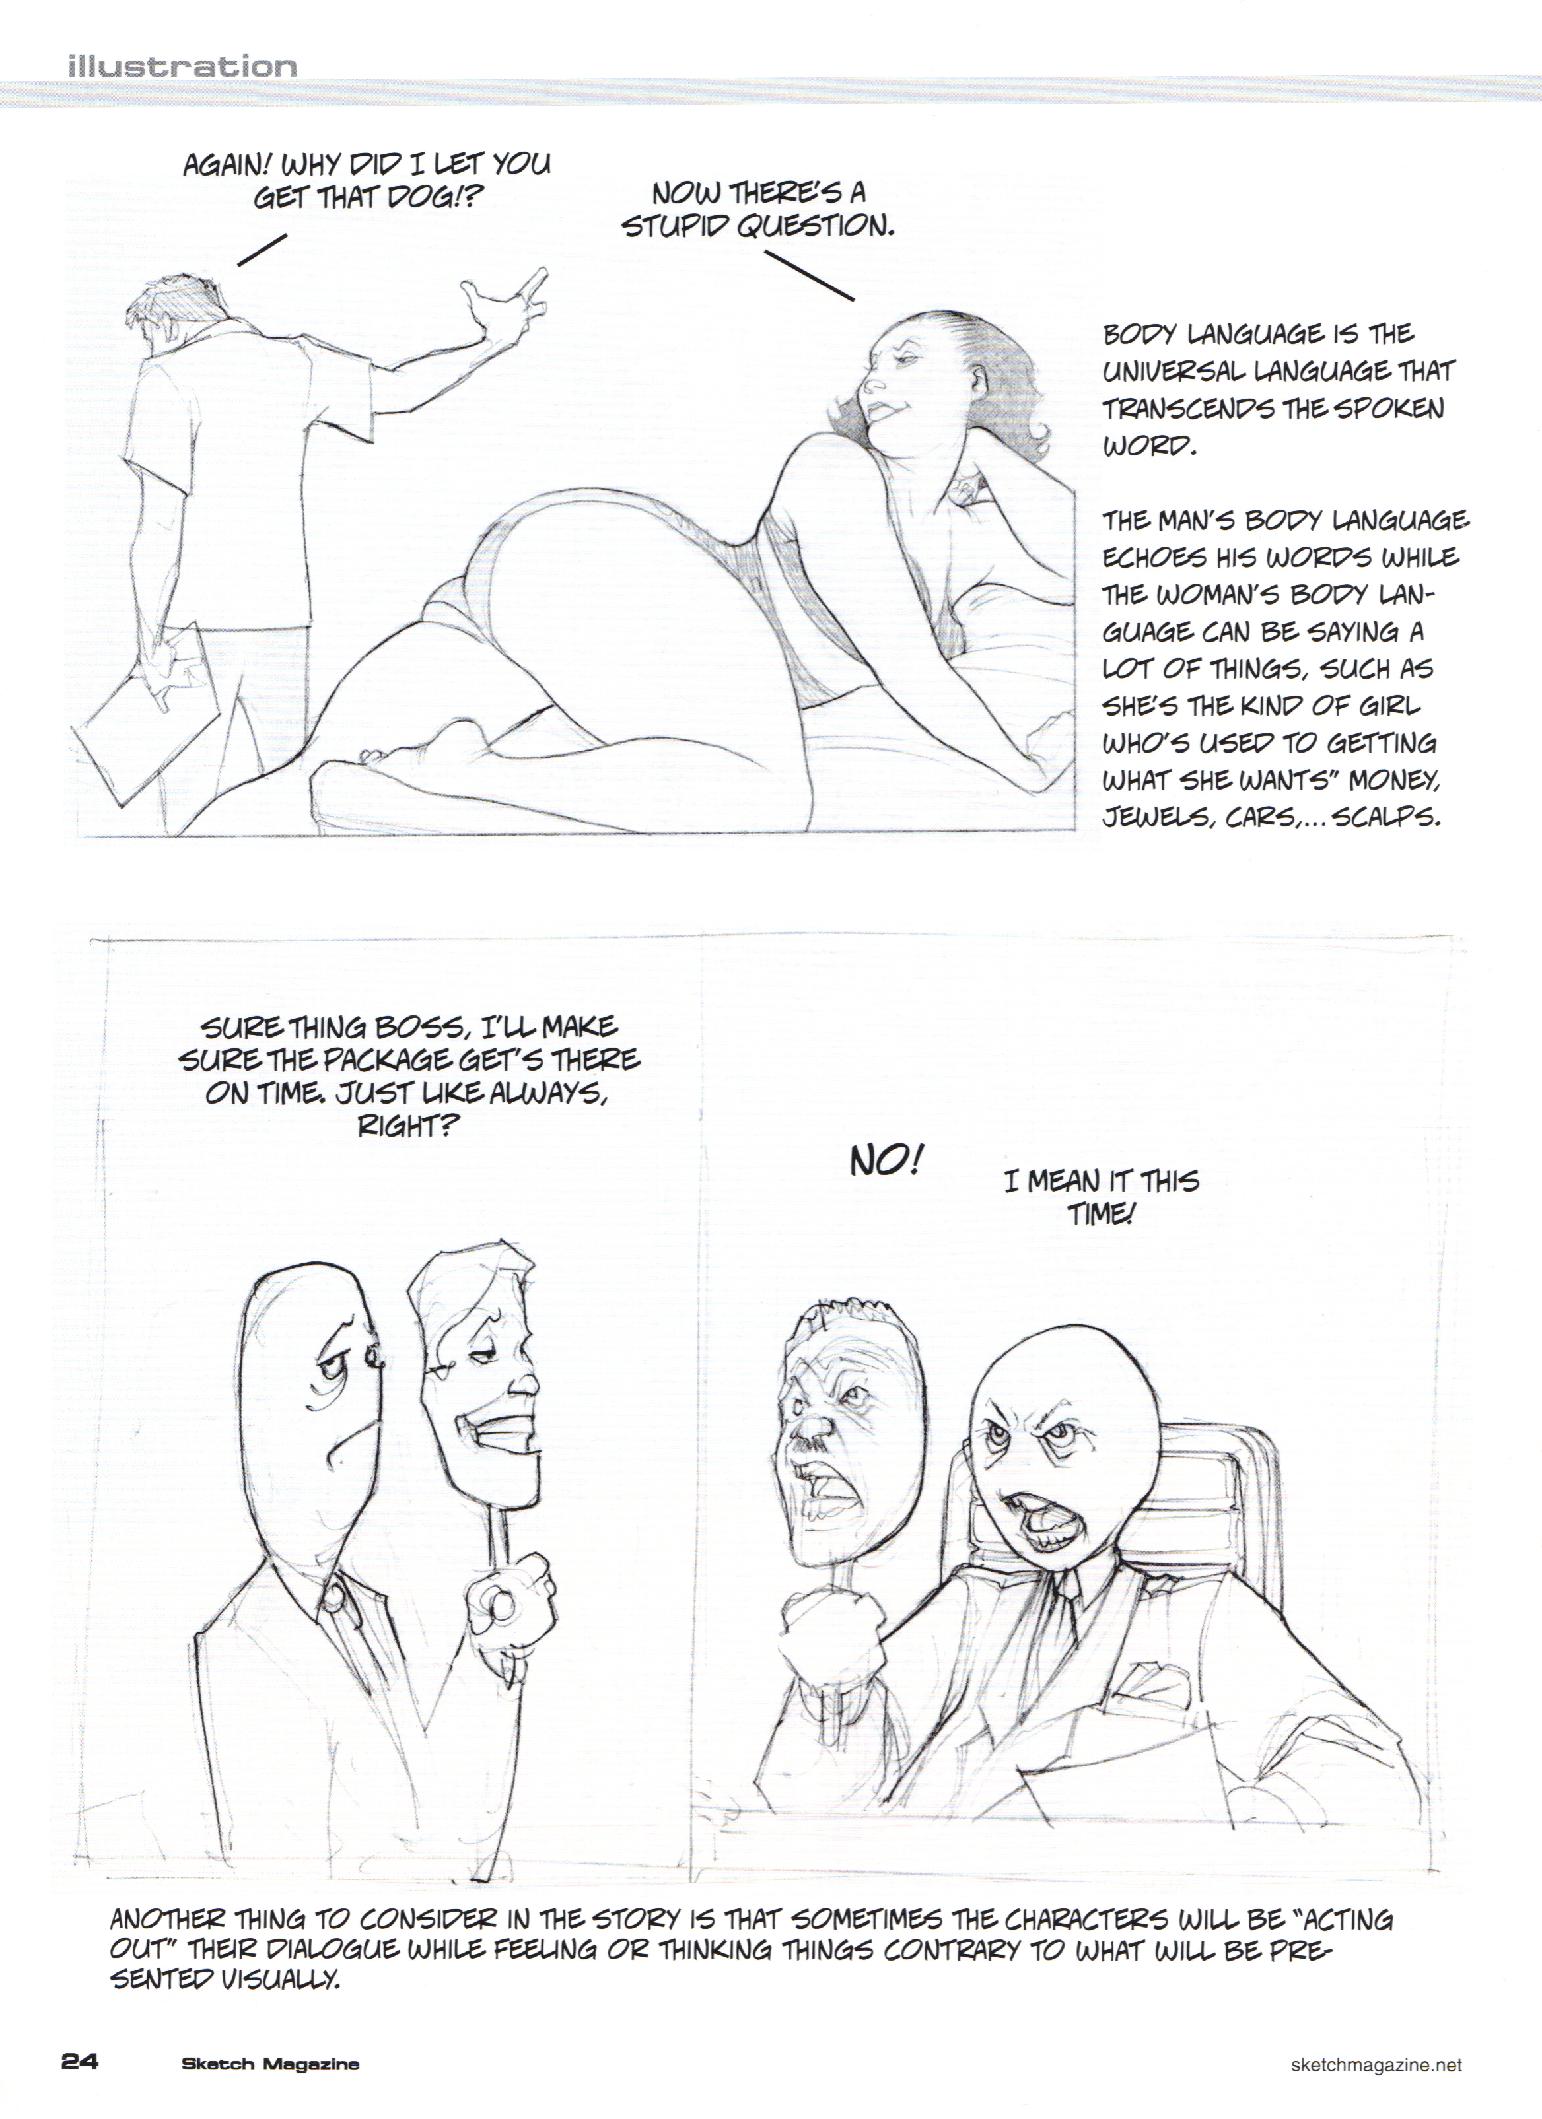 illustration
AGAIN! WHY DID I LET YOU
GET THAT DOG!?
NOW THERE'S A
STUPID QUESTION.
BODY LANGUAGE IS THE
UNIVERSAL LANGUAGE THAT
TRANSCENDS THE SPOKEN
WORD.
THE MAN'S BODY LANGUAGE
ECHOES HIS WORDS WHILE
THE WOMAN'S BODY LAN-
GUAGE CAN BE SAYING A
LOT OF THINGS, SUCH AS
SHE'S THE KIND OF GIRL
WHO'S USED TO GETTING
WHAT SHE WANTS" MONEY,
JEWELS, CARS,... SCALPS.
SURE THING BOSS, I'LL MAKE
SURE THE PACKAGE GET'S THERE
ON TIME. JUST LIKE ALWAYS,
RIGHT?
NO!
I MEAN IT THIS
TIME!
ANOTHER THING TO CONSIDER IN THE STORY IS THAT SOMETIMES THE CHARACTERS WILL BE "ACTING
OUT" THEIR DIALOGUE WHILE FEELING OR THINKING THINGS CONTRARY TO WHAT WILL BE PRE-
SENTED VISUALLY.
24 Sketch Magazine sketchmagazine.net